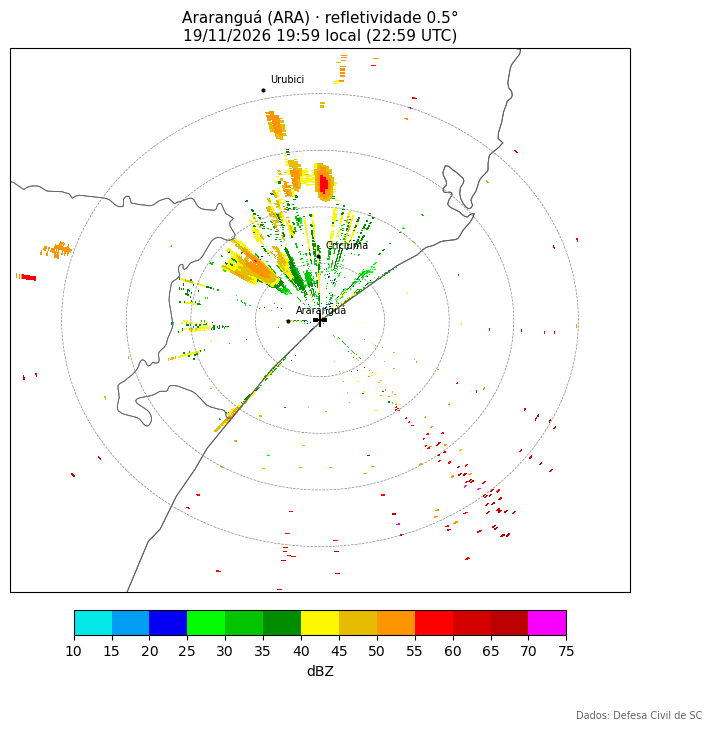 Araranguá (ARA) · refletividade 0.5°
19/11/2026 19:59 local (22:59 UTC)
Urubici
Criciúma
Araranguá
10 15 20 25 30 35 40 45 50 55 60 65 70 75
dBZ
Dados: Defesa Civil de SC